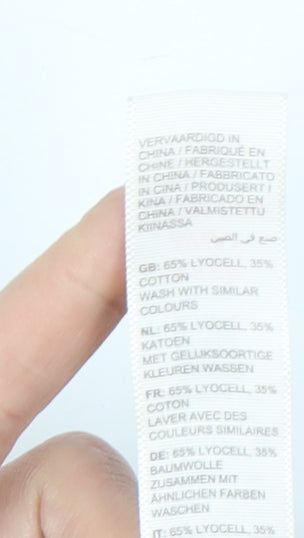 VERVAARDIGD IN
CHINA / FABRIQUÉ EN
CHINE / HERGESTELLT
IN CHINA / FABBRICATO
IN CINA / PRODUSERT I
KINA / FABRICADO EN
CHINA / VALMISTETTU
KIINASSA
صنع في الصين
GB: 65% LYOCELL, 35%
COTTON
WASH WITH SIMILAR
COLOURS
NL: 65% LYOCELL, 35%
KATOEN
MET GELIJKSOORTIGE
KLEUREN WASSEN
FR: 65% LYOCELL, 35%
COTON
LAVER AVEC DES
COULEURS SIMILAIRES
DE: 65% LYOCELL, 35%
BAUMWOLLE
ZUSAMMEN MIT
ÄHNLICHEN FARBEN
WASCHEN
IT: 65% LYOCELL, 35%